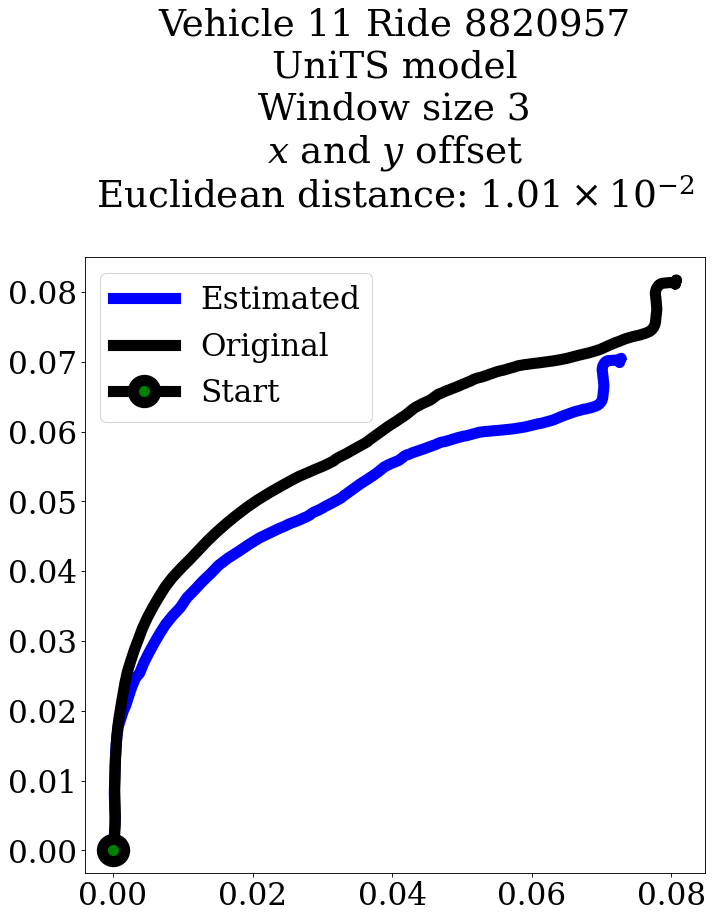 Vehicle 11 Ride 8820957
UniTS model
Window size 3
x and y offset
Euclidean distance: 1.01 × 10⁻²
Estimated
Original
Start
0.08
0.07
0.06
0.05
0.04
0.03
0.02
0.01
0.00
0.00 0.02 0.04 0.06 0.08